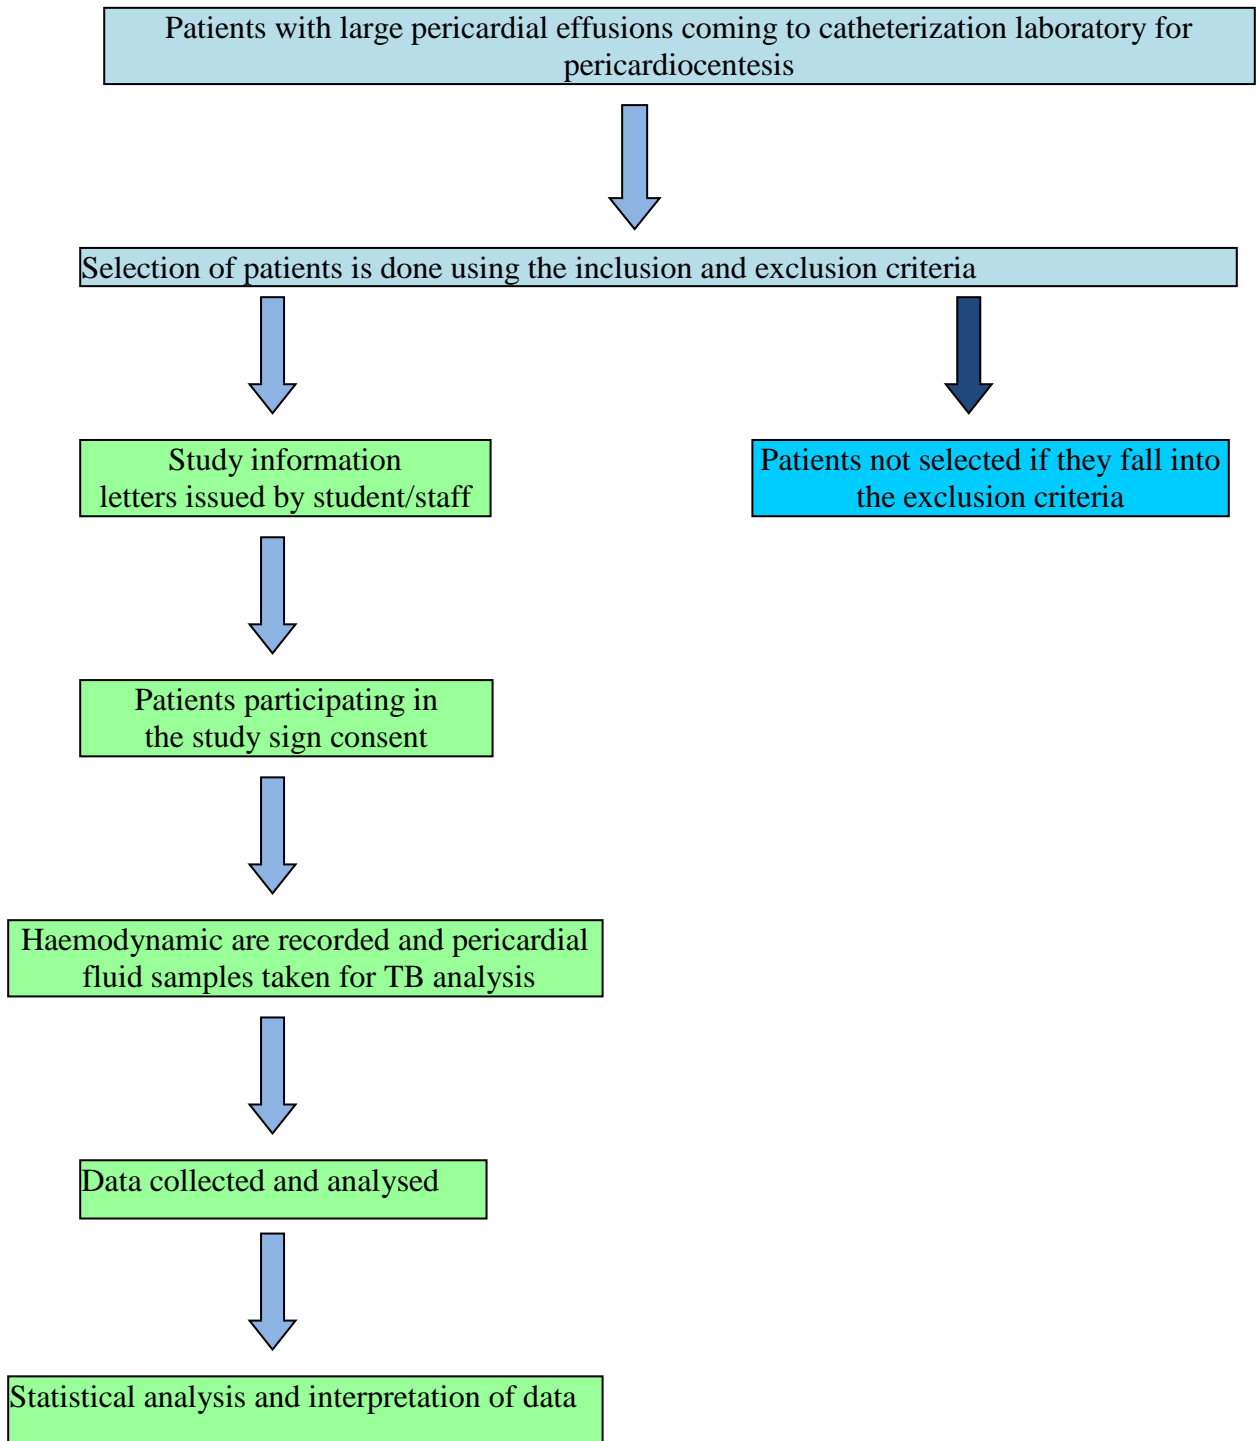 Patients with large pericardial effusions coming to catheterization laboratory for
pericardiocentesis
Selection of patients is done using the inclusion and exclusion criteria
Study information
letters issued by student/staff
Patients not selected if they fall into
the exclusion criteria
Patients participating in
the study sign consent
Haemodynamic are recorded and pericardial
fluid samples taken for TB analysis
Data collected and analysed
Statistical analysis and interpretation of data